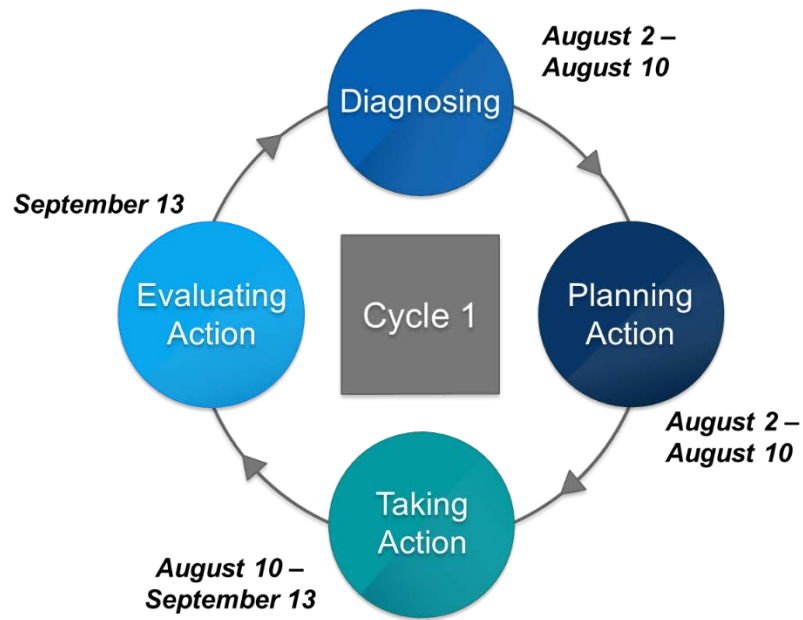 August 2 –
August 10
Diagnosing
September 13
Evaluating
Action
Cycle 1
Planning
Action
August 2 –
August 10
Taking
Action
August 10 –
September 13